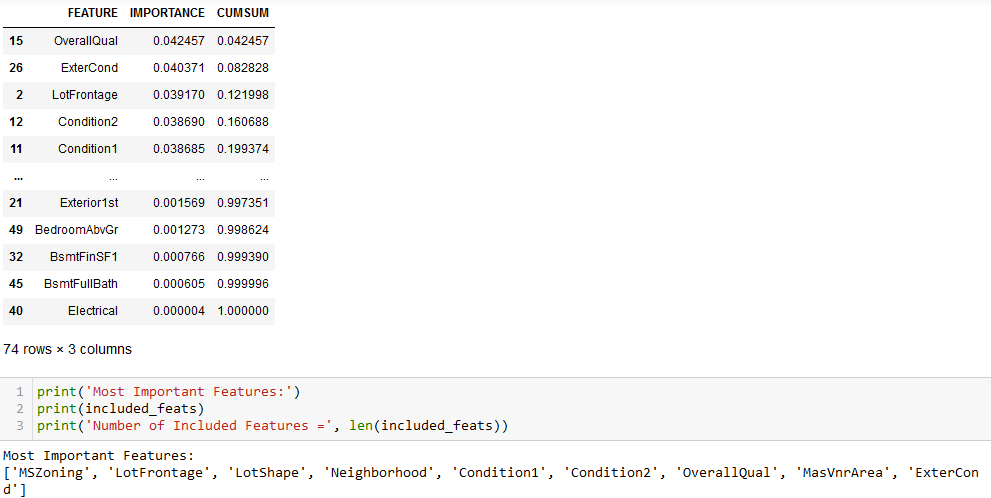 FEATURE IMPORTANCE CUMSUM
15 OverallQual 0.042457 0.042457
26 ExterCond 0.040371 0.082828
2 LotFrontage 0.039170 0.121998
12 Condition2 0.038690 0.160688
11 Condition1 0.038685 0.199374
... ... ... ...
21 Exterior1st 0.001569 0.997351
49 BedroomAbvGr 0.001273 0.998624
32 BsmtFinSF1 0.000766 0.999390
45 BsmtFullBath 0.000605 0.999996
40 Electrical 0.000004 1.000000
74 rows × 3 columns
1 print('Most Important Features:')
2 print(included_feats)
3 print('Number of Included Features =', len(included_feats))
Most Important Features:
['MSZoning', 'LotFrontage', 'LotShape', 'Neighborhood', 'Condition1', 'Condition2', 'OverallQual', 'MasVnrArea', 'ExterCon
d']